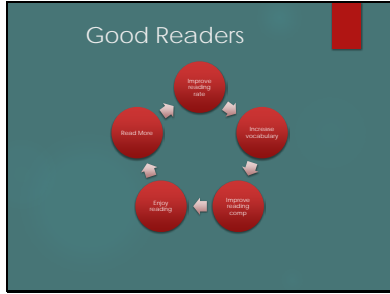 Good Readers
Improve
reading
rate
Increase
vocabulary
Improve
reading
comp
Enjoy
reading
Read More